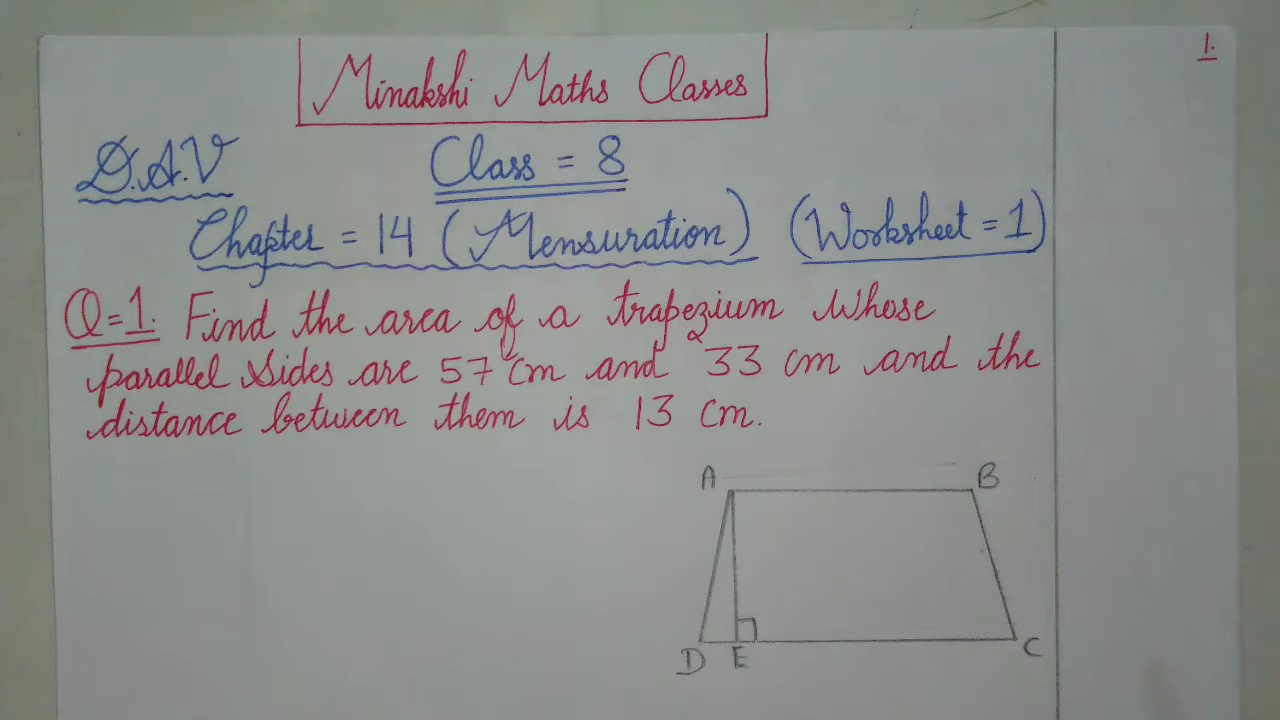 1.
Minakshi Maths Classes
D.A.V Class = 8
Chapter = 14 (Mensuration) (Worksheet = 1)
Q=1. Find the area of a trapezium whose
parallel sides are 57 cm and 33 cm and the
distance between them is 13 cm.
A B
D E C